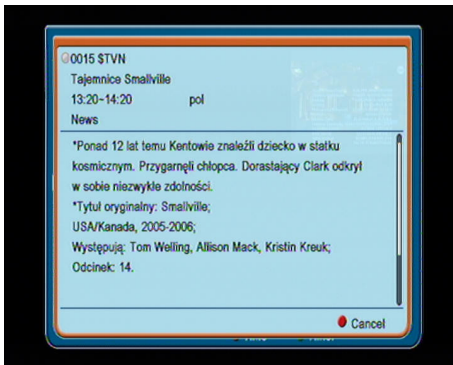 0015 $TVN
Tajemnice Smallville
13:20~14:20 pol
News
*Ponad 12 lat temu Kentowie znaleźli dziecko w statku
kosmicznym. Przygarnęli chłopca. Dorastający Clark odkrył
w sobie niezwykłe zdolności.
*Tytuł oryginalny: Smallville;
USA/Kanada, 2005-2006;
Występują: Tom Welling, Allison Mack, Kristin Kreuk;
Odcinek: 14.
Cancel